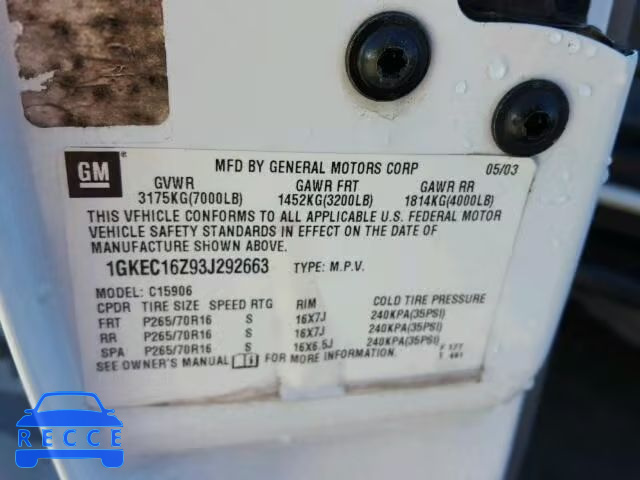 GM
MFD BY GENERAL MOTORS CORP 05/03
GVWR GAWR FRT GAWR RR
3175KG(7000LB) 1452KG(3200LB) 1814KG(4000LB)
THIS VEHICLE CONFORMS TO ALL APPLICABLE U.S. FEDERAL MOTOR
VEHICLE SAFETY STANDARDS IN EFFECT ON THE DATE OF
MANUFACTURE SHOWN ABOVE.
1GKEC16Z93J292663 TYPE: M.P.V.
MODEL: C15906
CPDR TIRE SIZE SPEED RTG RIM COLD TIRE PRESSURE
FRT P265/70R16 S 16X7J 240KPA(35PSI)
RR P265/70R16 S 16X7J 240KPA(35PSI)
SPA P265/70R16 S 16X6.5J 240KPA(35PSI)
SEE OWNER'S MANUAL FOR MORE INFORMATION.
DECODE